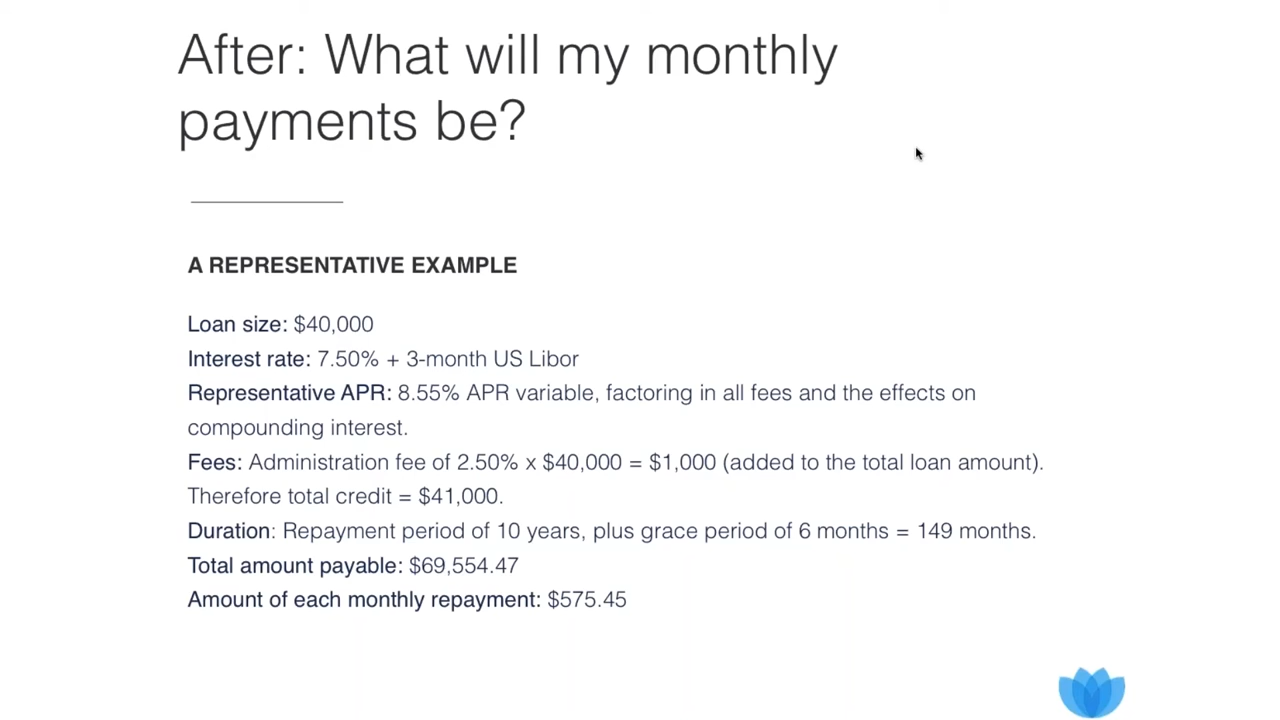 After: What will my monthly
payments be?
A REPRESENTATIVE EXAMPLE
Loan size: $40,000
Interest rate: 7.50% + 3-month US Libor
Representative APR: 8.55% APR variable, factoring in all fees and the effects on
compounding interest.
Fees: Administration fee of 2.50% x $40,000 = $1,000 (added to the total loan amount).
Therefore total credit = $41,000.
Duration: Repayment period of 10 years, plus grace period of 6 months = 149 months.
Total amount payable: $69,554.47
Amount of each monthly repayment: $575.45